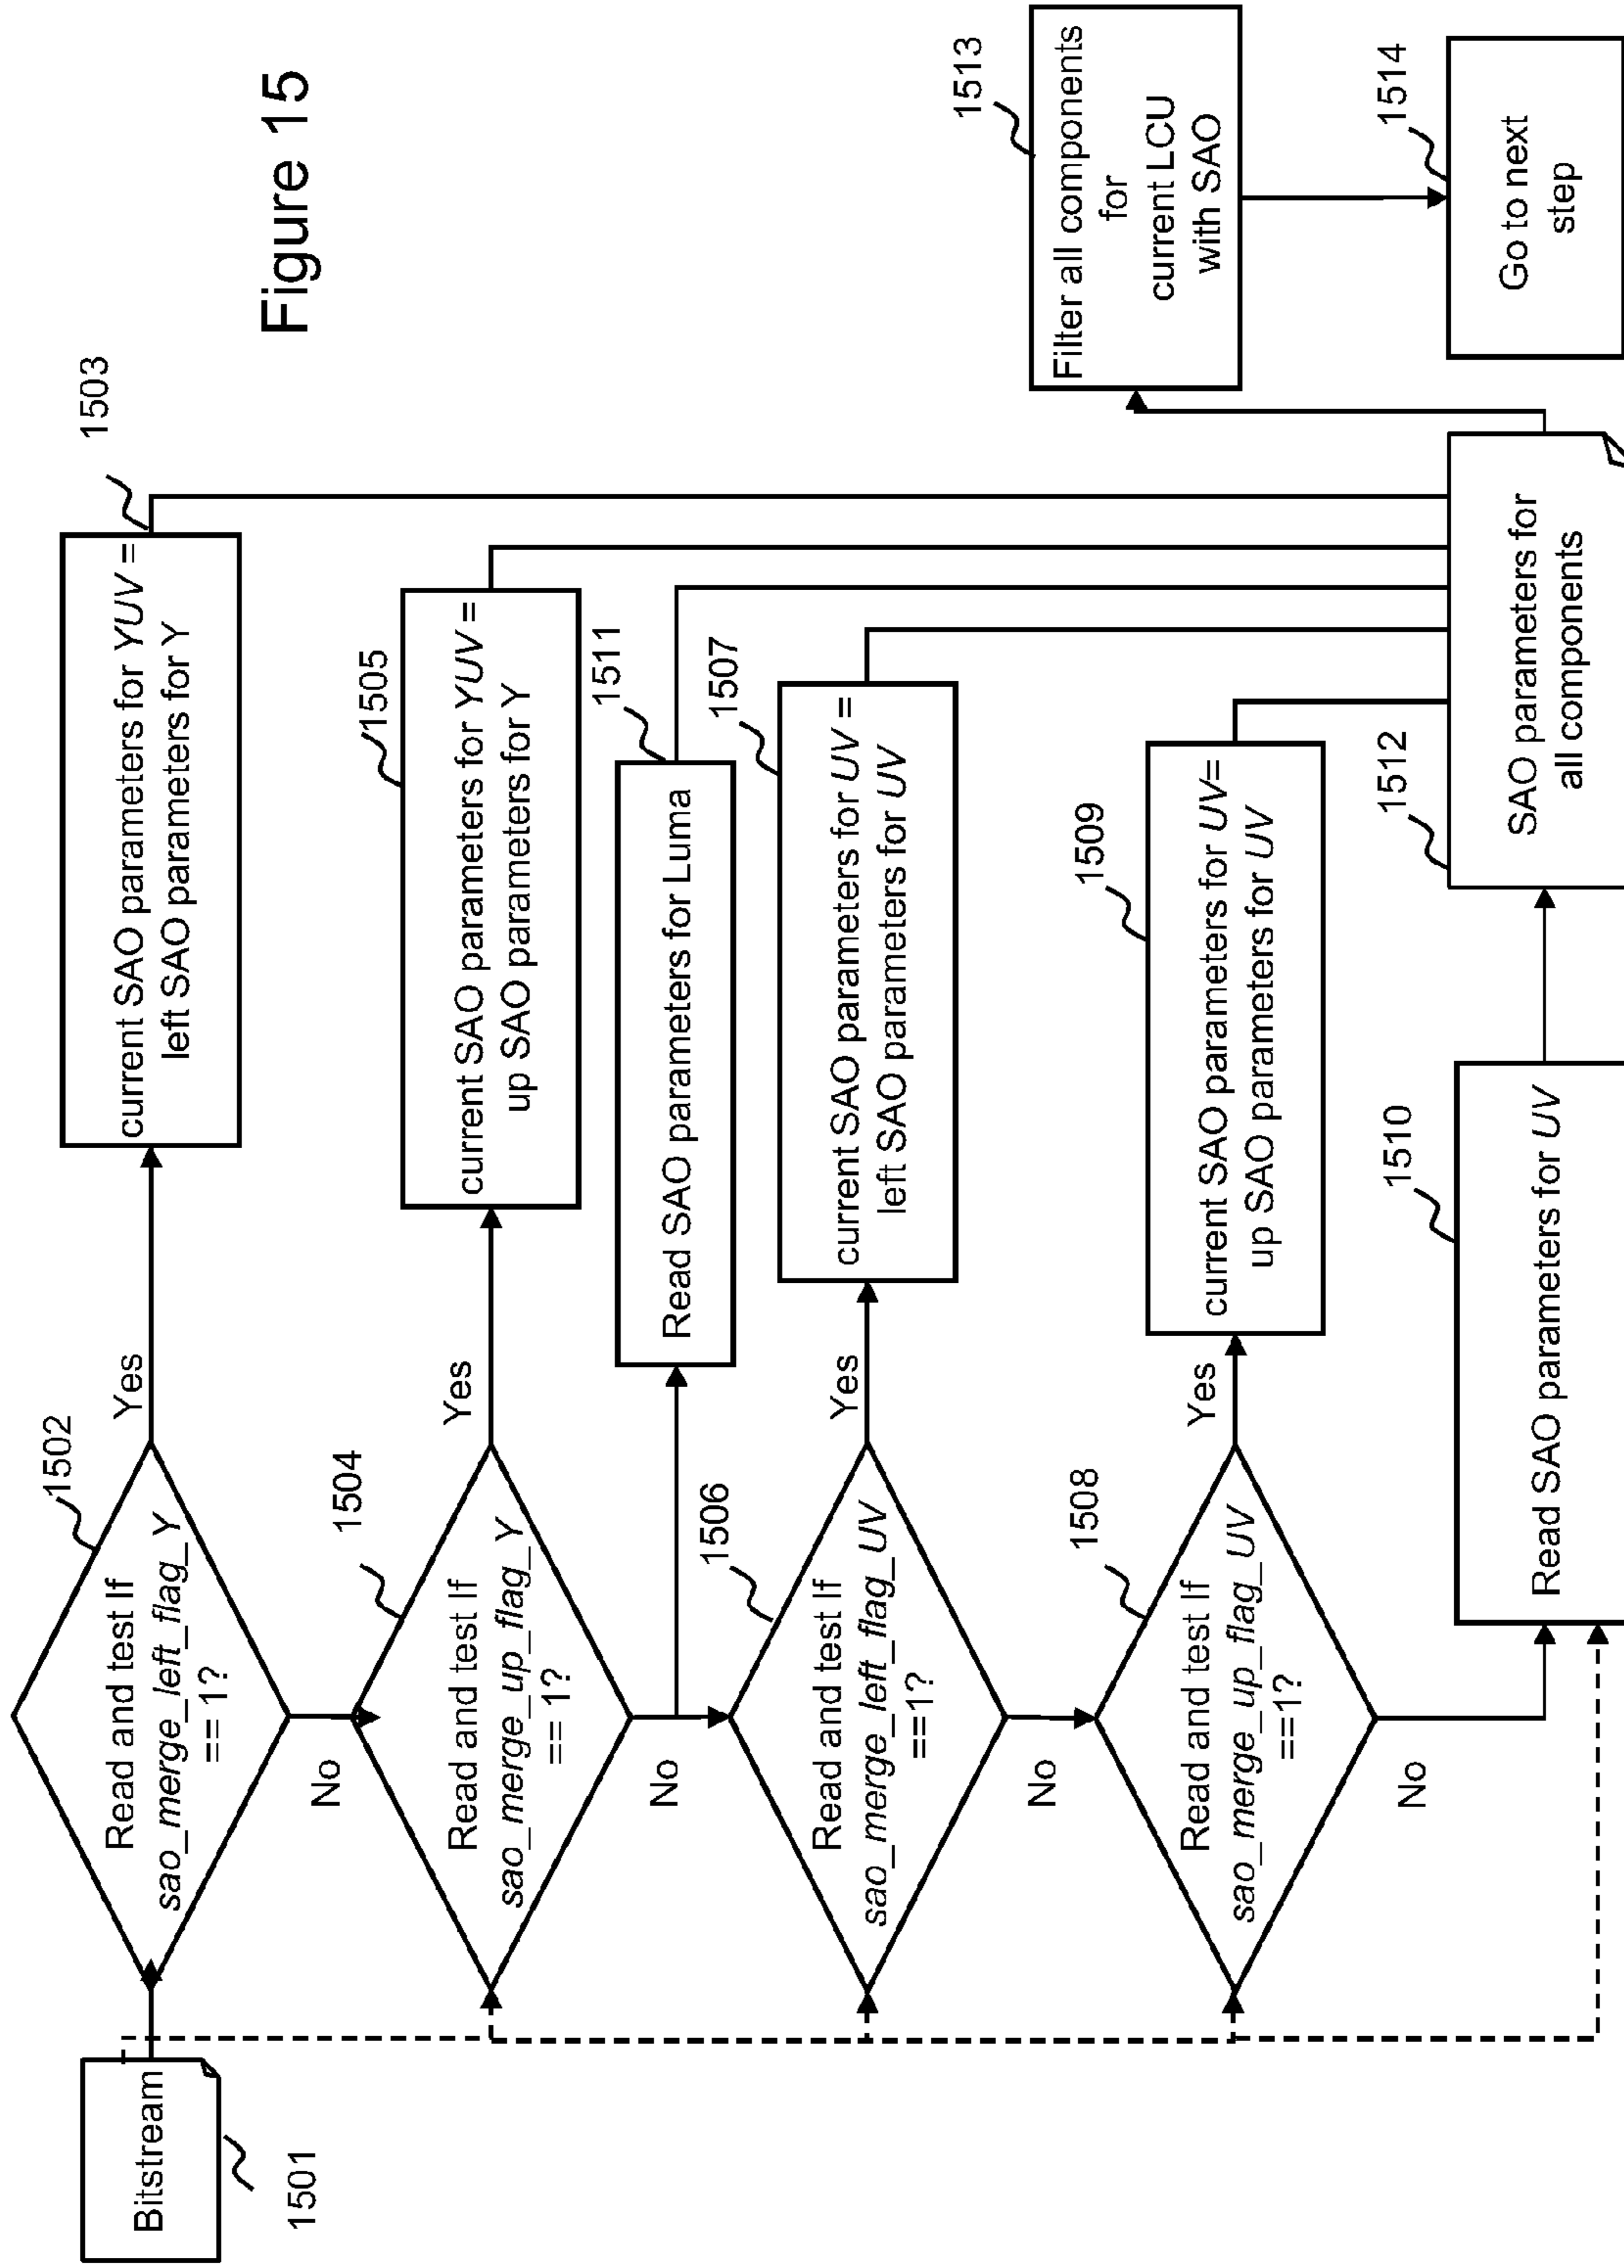 Figure 15
Bitstream
1501
1502
Read and test If
sao_merge_left_flag_Y
== 1?
Yes
No
1503
current SAO parameters for YUV =
left SAO parameters for Y
1504
Read and test If
sao_merge_up_flag_Y
== 1?
Yes
No
1505
current SAO parameters for YUV =
up SAO parameters for Y
1511
Read SAO parameters for Luma
1506
Read and test If
sao_merge_left_flag_UV
==1?
Yes
No
1507
current SAO parameters for UV =
left SAO parameters for UV
1508
Read and test If
sao_merge_up_flag_UV
==1?
Yes
No
1509
current SAO parameters for UV=
up SAO parameters for UV
1510
Read SAO parameters for UV
1512
SAO parameters for
all components
1513
Filter all components
for
current LCU
with SAO
1514
Go to next
step